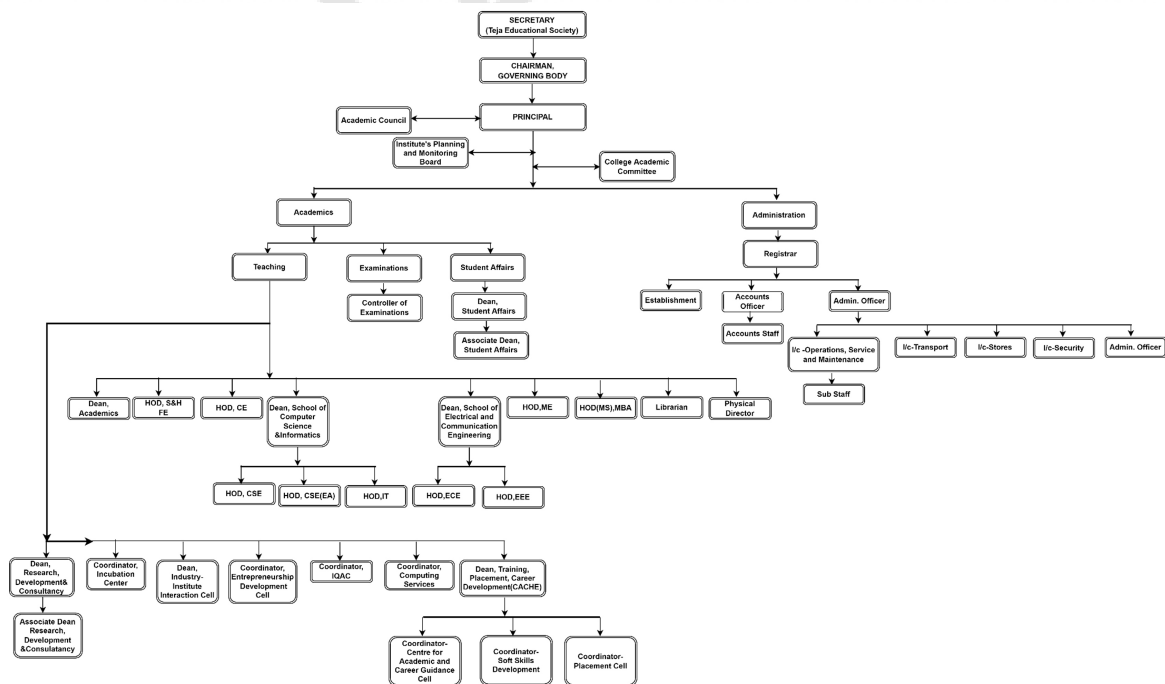 SECRETARY
(Teja Educational Society)
CHAIRMAN,
GOVERNING BODY
PRINCIPAL
Academic Council
Institute's Planning
and Monitoring
Board
College Academic
Committee
Academics
Administration
Teaching
Examinations
Student Affairs
Registrar
Controller of
Examinations
Dean,
Student Affairs
Associate Dean,
Student Affairs
Establishment
Accounts
Officer
Admin. Officer
Accounts Staff
I/c -Operations, Service
and Maintenance
I/c-Transport
I/c-Stores
I/c-Security
Admin. Officer
Sub Staff
Dean,
Academics
HOD, S&H
FE
HOD, CE
Dean, School of
Computer
Science
&Informatics
Dean, School of
Electrical and
Communication
Engineering
HOD,ME
HOD(MS),MBA
Librarian
Physical
Director
HOD, CSE
HOD, CSE(EA)
HOD,IT
HOD,ECE
HOD,EEE
Dean,
Research,
Development&
Consultancy
Coordinator,
Incubation
Center
Dean,
Industry-
Institute
Interaction Cell
Coordinator,
Entrepreneurship
Development
Cell
Coordinator,
IQAC
Coordinator,
Computing
Services
Dean, Training,
Placement, Career
Development(CACHE)
Associate Dean
Research,
Development
&Consulatancy
Coordinator-
Centre for
Academic and
Career Guidance
Cell
Coordinator-
Soft Skills
Development
Coordinator-
Placement Cell